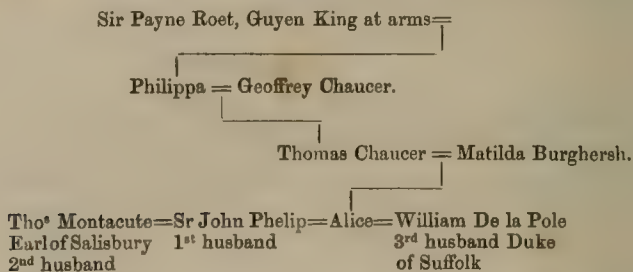 Sir Payne Roet, Guyen King at arms=
Philippa = Geoffrey Chaucer.
Thomas Chaucer = Matilda Burghersh.
Thoˢ Montacute=Sr John Phelip=Alice=William De la Pole
Earl of Salisbury 1ˢᵗ husband 3ʳᵈ husband Duke
2ⁿᵈ husband of Suffolk